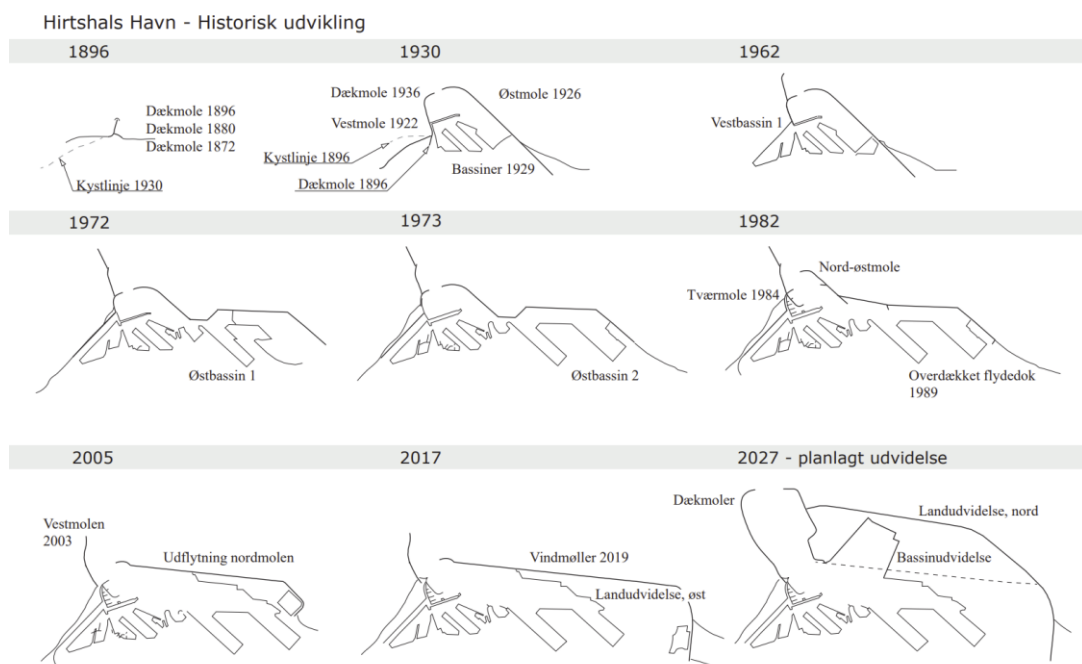 Hirtshals Havn - Historisk udvikling
1896
1930
1962
Dækmole 1896
Dækmole 1880
Dækmole 1872
Kystlinje 1930
Dækmole 1936
Østmole 1926
Vestmole 1922
Kystlinje 1896
Bassiner 1929
Dækmole 1896
Vestbassin 1
1972
1973
1982
Østbassin 1
Østbassin 2
Nord-østmole
Tværmole 1984
Overdækket flydedok
1989
2005
2017
2027 - planlagt udvidelse
Vestmolen
2003
Udflytning nordmolen
Vindmøller 2019
Landudvidelse, øst
Dækmoler
Landudvidelse, nord
Bassinudvidelse